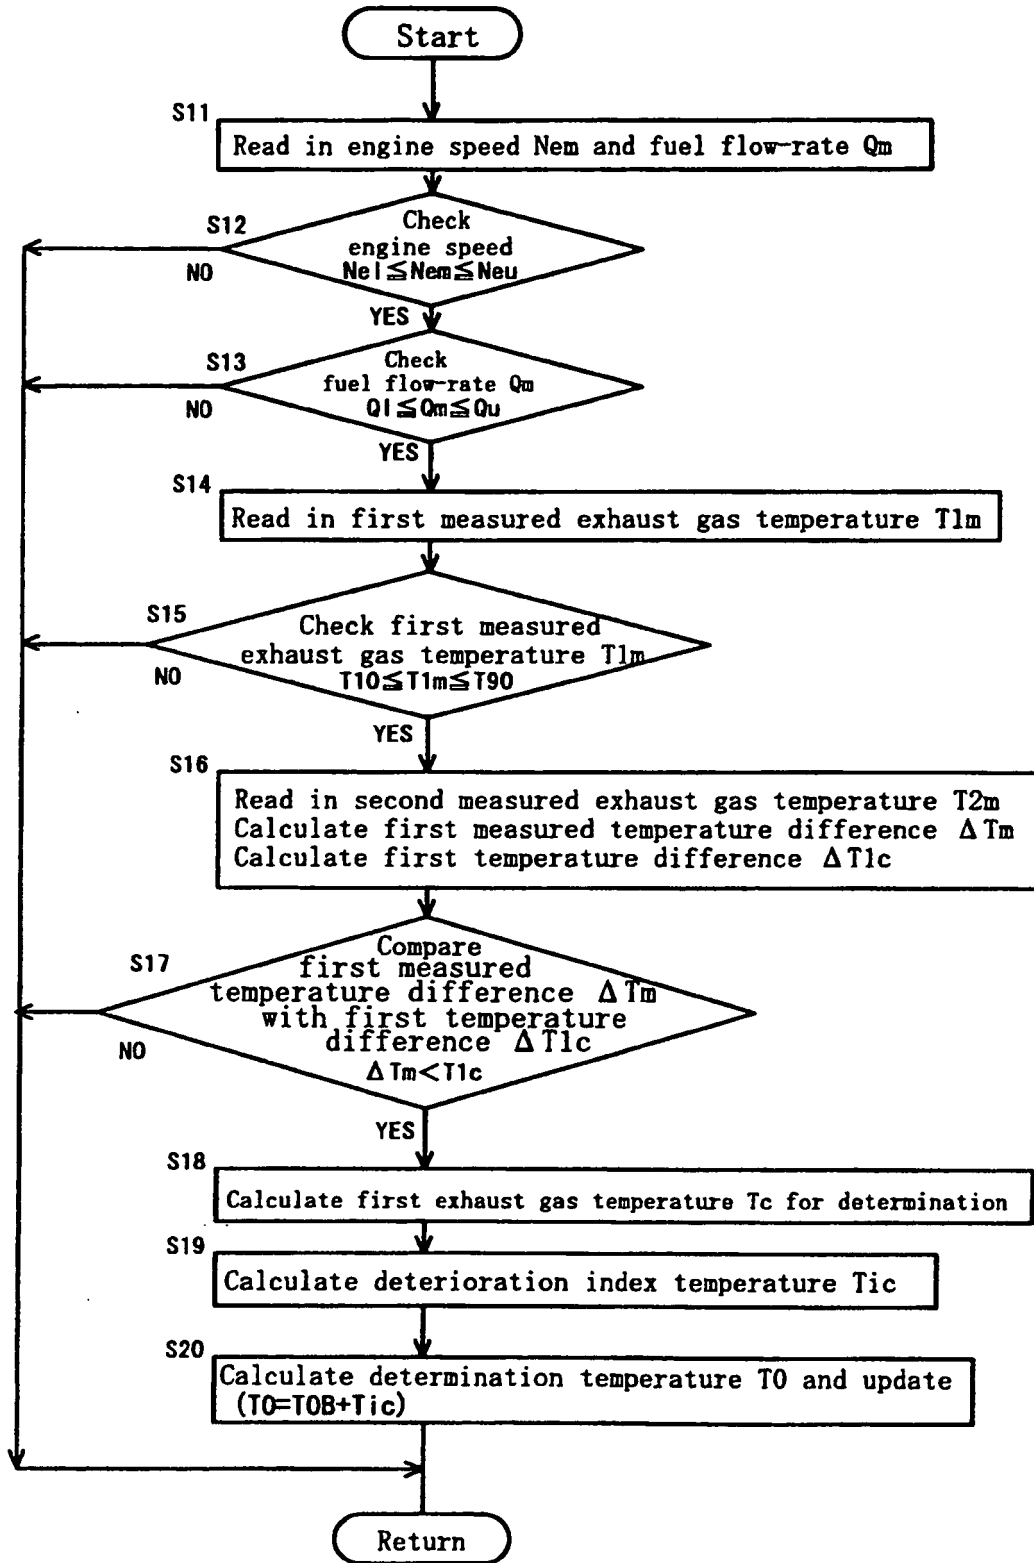 Start
S11
Read in engine speed Nem and fuel flow-rate Qm
S12
Check
engine speed
Nel≦Nem≦Neu
NO
YES
S13
Check
fuel flow-rate Qm
Ql≦Qm≦Qu
NO
YES
S14
Read in first measured exhaust gas temperature T1m
S15
Check first measured
exhaust gas temperature T1m
T10≦T1m≦T90
NO
YES
S16
Read in second measured exhaust gas temperature T2m
Calculate first measured temperature difference ΔTm
Calculate first temperature difference ΔT1c
S17
Compare
first measured
temperature difference ΔTm
with first temperature
difference ΔT1c
ΔTm<T1c
NO
YES
S18
Calculate first exhaust gas temperature Tc for determination
S19
Calculate deterioration index temperature Tic
S20
Calculate determination temperature T0 and update
(T0=T0B+Tic)
Return